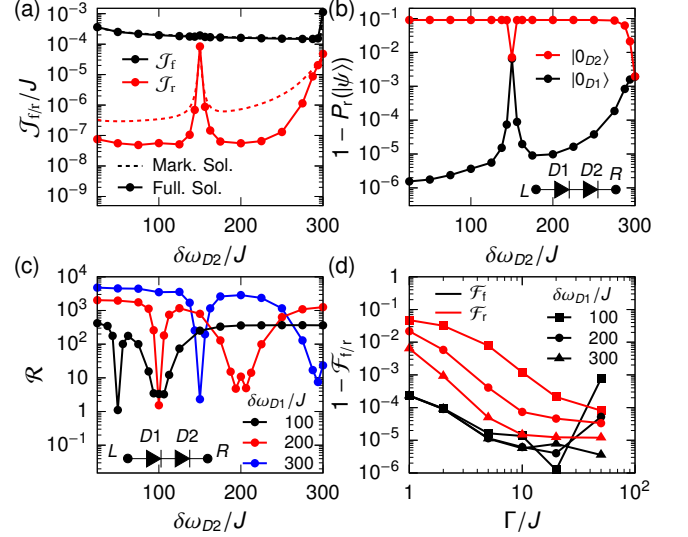 (a)
10⁻³
10⁻⁴
10⁻⁵
10⁻⁶
10⁻⁷
10⁻⁸
10⁻⁹
𝒥f/r/J
𝒥f
𝒥r
Mark. Sol.
Full. Sol.
100 200 300
δωD2/J
(b)
10⁻¹
10⁻²
10⁻³
10⁻⁴
10⁻⁵
10⁻⁶
1 − Pr(|ψ⟩)
|0D2⟩
|0D1⟩
L D1 D2 R
100 200 300
δωD2/J
(c)
10⁴
10³
10²
10¹
1
10⁻¹
ℛ
δωD1/J
100
200
300
L D1 D2 R
100 200 300
δωD2/J
(d)
1
10⁻¹
10⁻²
10⁻³
10⁻⁴
10⁻⁵
10⁻⁶
1 − ℱf/r
ℱf
ℱr
δωD1/J
100
200
300
1 10 10²
Γ/J